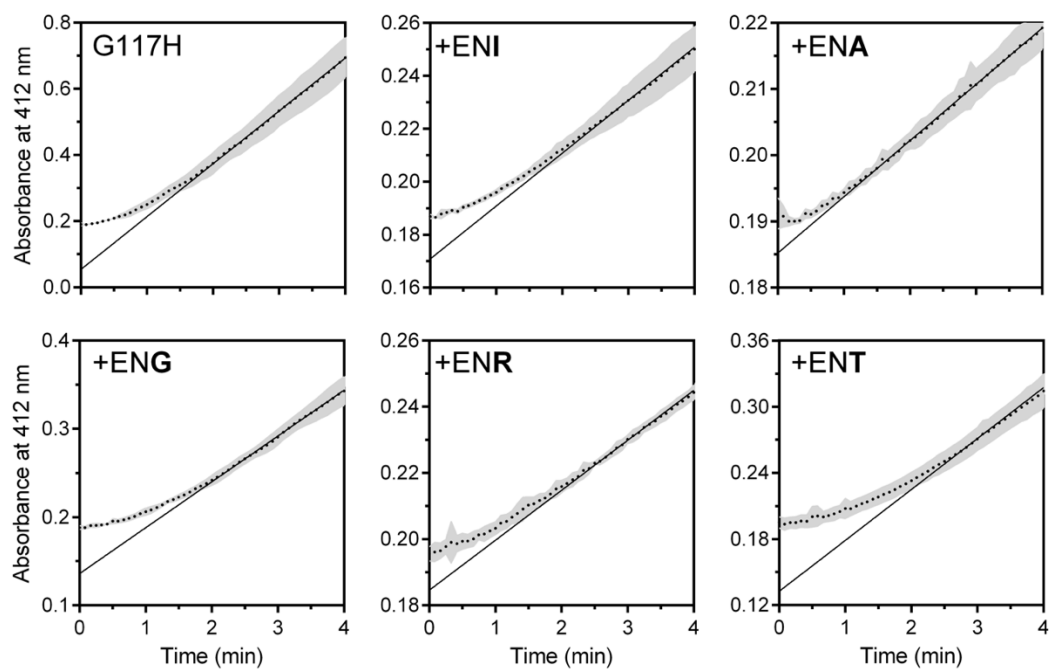 G117H
+ENI
+ENA
Absorbance at 412 nm
0.8
0.6
0.4
0.2
0.0
0.26
0.24
0.22
0.20
0.18
0.16
0.22
0.21
0.20
0.19
0.18
+ENG
+ENR
+ENT
Absorbance at 412 nm
0.4
0.3
0.2
0.1
0.26
0.24
0.22
0.20
0.18
0.36
0.30
0.24
0.18
0.12
0 1 2 3 4
0 1 2 3 4
0 1 2 3 4
Time (min)
Time (min)
Time (min)